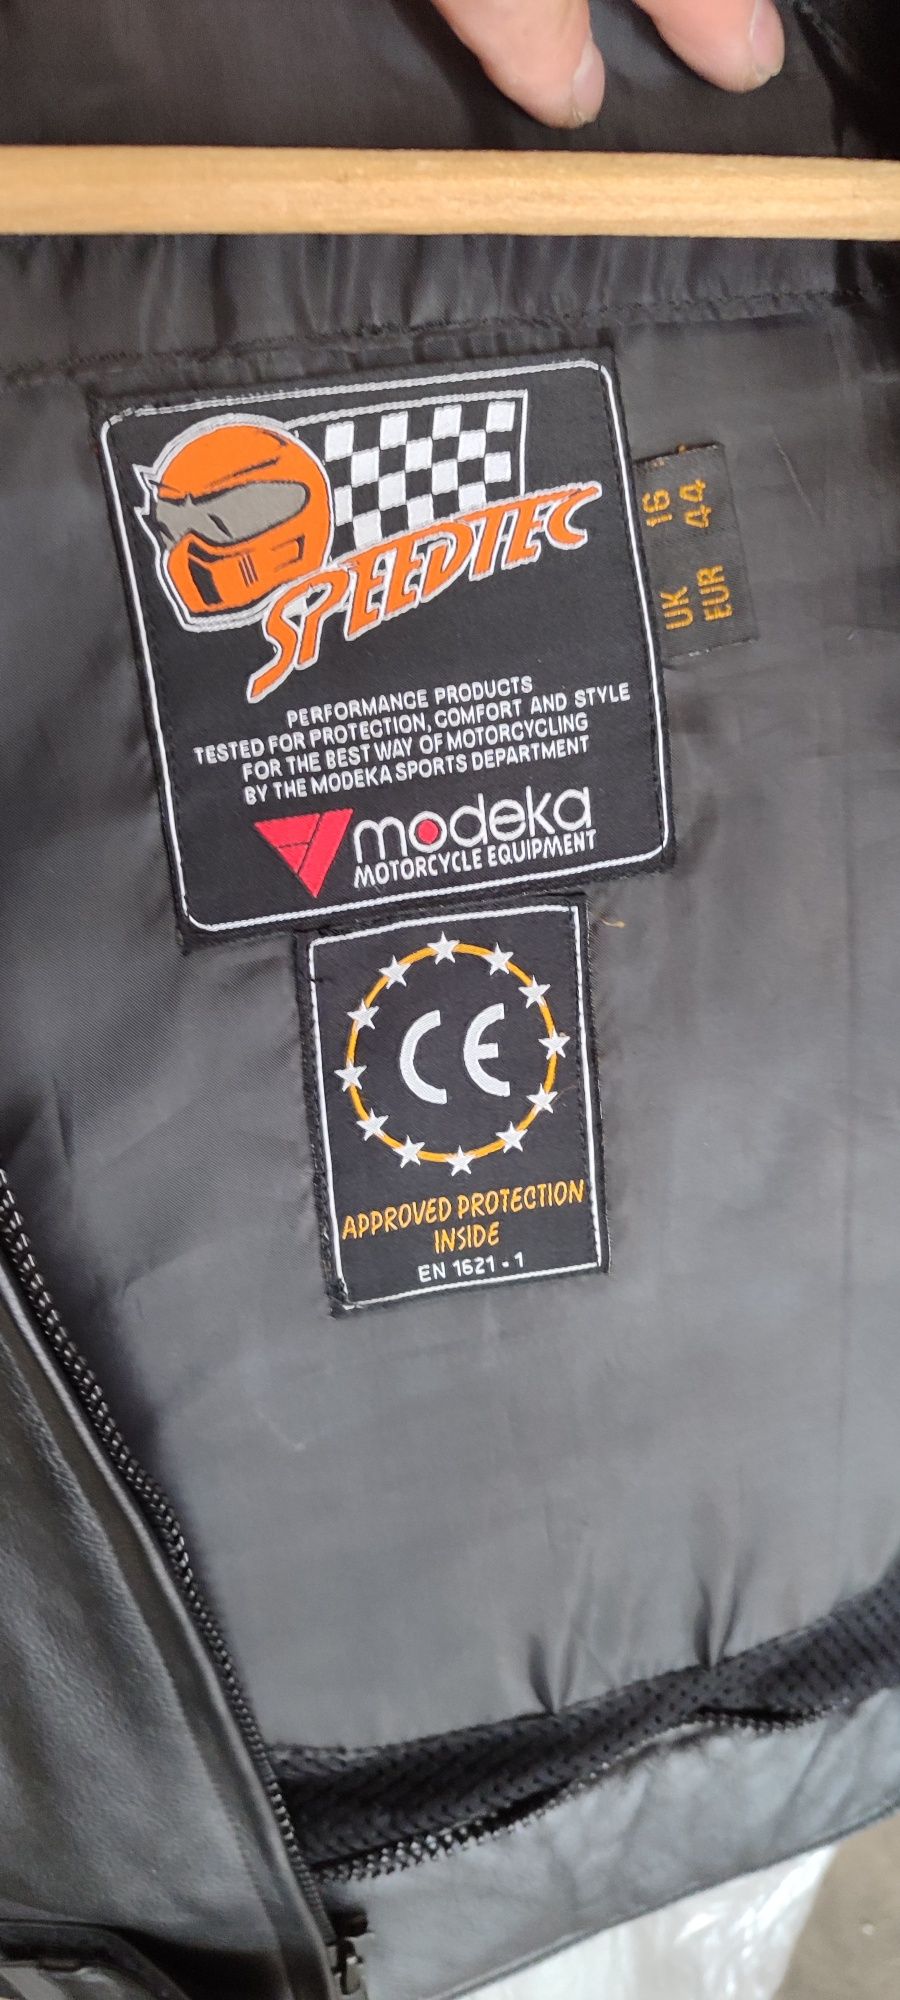 SPEEDTEC
PERFORMANCE PRODUCTS
TESTED FOR PROTECTION, COMFORT AND STYLE
FOR THE BEST WAY OF MOTORCYCLING
BY THE MODEKA SPORTS DEPARTMENT
modeka
MOTORCYCLE EQUIPMENT
UK 16
EUR 44
CE
APPROVED PROTECTION
INSIDE
EN 1621-1